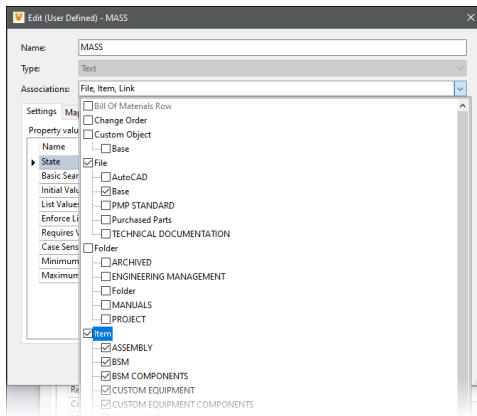 Edit (User Defined) - MASS
Name: MASS
Type: Text
Associations: File, Item, Link
Settings
Property valu
Name
State
Basic Sear
Initial Valu
List Values
Enforce Li
Requires V
Case Sens
Minimum
Maximum
Bill Of Materials Row
Change Order
Custom Object
Base
File
AutoCAD
Base
PMP STANDARD
Purchased Parts
TECHNICAL DOCUMENTATION
Folder
ARCHIVED
ENGINEERING MANAGEMENT
Folder
MANUALS
PROJECT
Item
ASSEMBLY
BSM
BSM COMPONENTS
CUSTOM EQUIPMENT
CUSTOM EQUIPMENT COMPONENTS